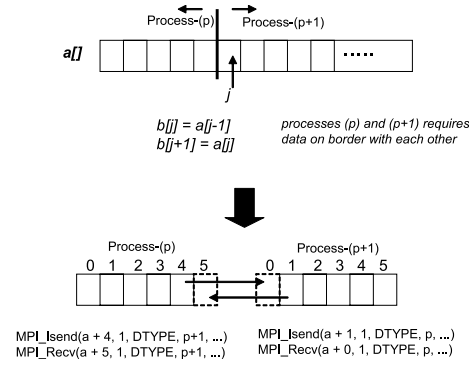 Process-(p) Process-(p+1)
a[]
.....
j
b[j] = a[j-1]
b[j+1] = a[j]
processes (p) and (p+1) requires
data on border with each other
Process-(p) Process-(p+1)
0 1 2 3 4 5 0 1 2 3 4 5
MPI_Isend(a + 4, 1, DTYPE, p+1, ...)
MPI_Recv(a + 5, 1, DTYPE, p+1, ...)
MPI_Isend(a + 1, 1, DTYPE, p, ...)
MPI_Recv(a + 0, 1, DTYPE, p, ...)